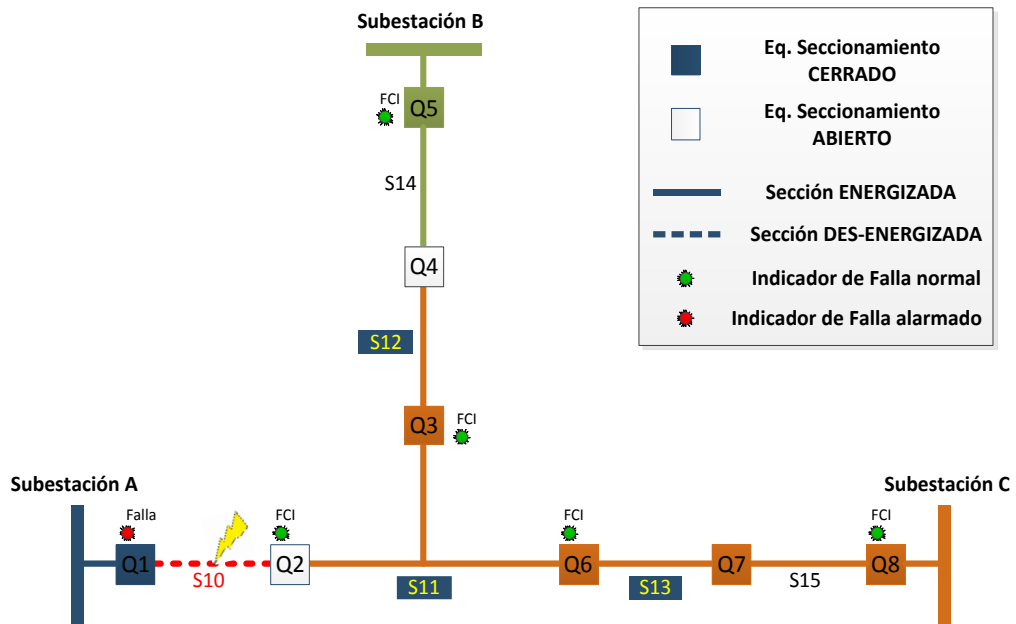 Subestación B
FCI
Q5
S14
Q4
S12
Q3
FCI
Subestación A
Subestación C
Falla
FCI
FCI
FCI
Q1
Q2
Q6
Q7
Q8
S10
S11
S13
S15
Eq. Seccionamiento
CERRADO
Eq. Seccionamiento
ABIERTO
Sección ENERGIZADA
Sección DES-ENERGIZADA
Indicador de Falla normal
Indicador de Falla alarmado